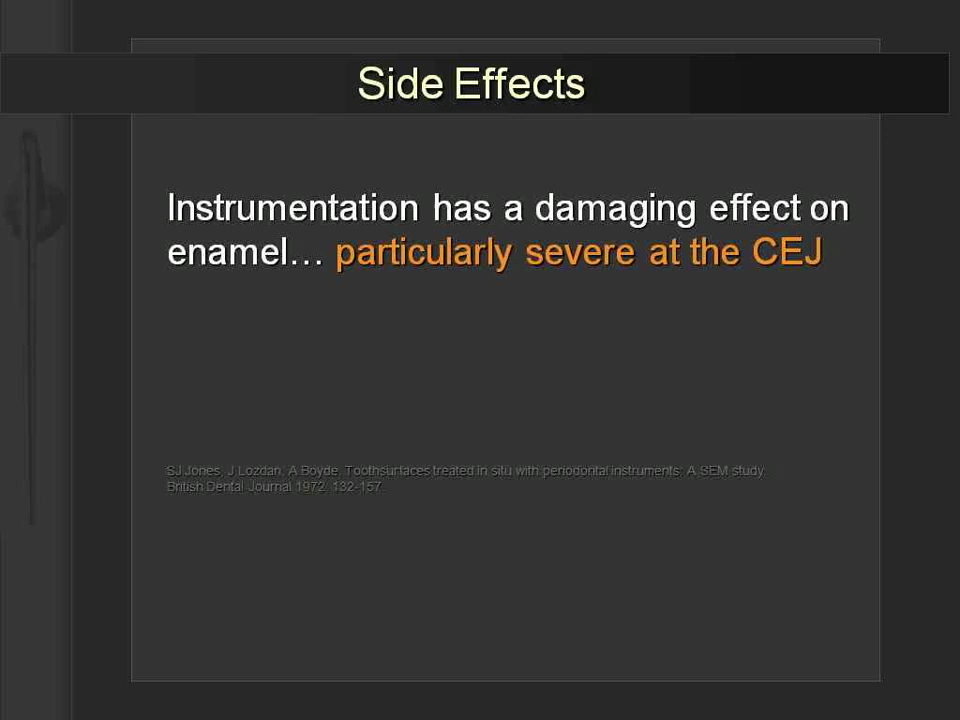 Side Effects
Instrumentation has a damaging effect on
enamel… particularly severe at the CEJ
SJ Jones, J Lozdan, A Boyde. Toothsurfaces treated in situ with periodontal instruments: A SEM study.
British Dental Journal 1972, 132-157.